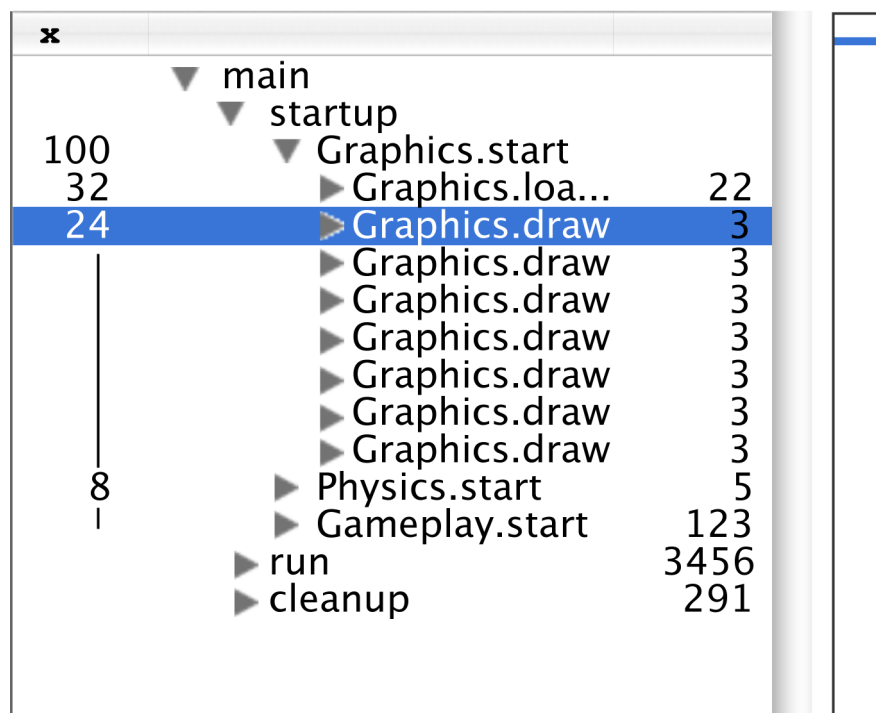 x
main
startup
100 Graphics.start
32 Graphics.loa... 22
24 Graphics.draw 3
Graphics.draw 3
Graphics.draw 3
Graphics.draw 3
Graphics.draw 3
Graphics.draw 3
Graphics.draw 3
8 Physics.start 5
Gameplay.start 123
run 3456
cleanup 291